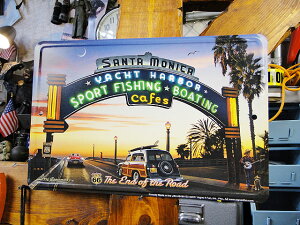 SANTA MONICA
YACHT HARBOR
SPORT FISHING BOATING
Cafes
66
The End of the Road